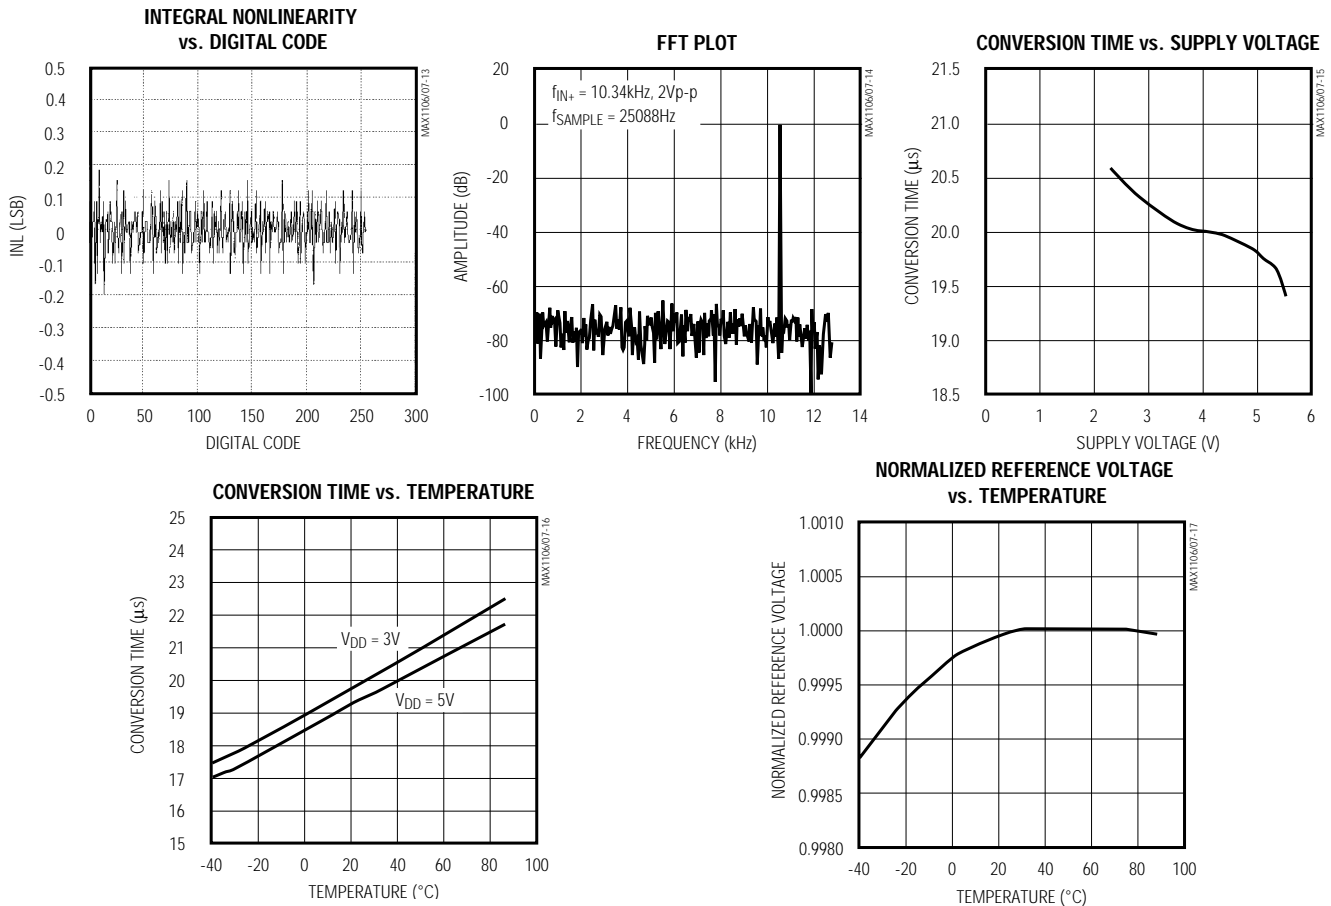 INTEGRAL NONLINEARITY
vs. DIGITAL CODE
0.5
0.4
0.3
0.2
0.1
0
-0.1
-0.2
-0.3
-0.4
-0.5
INL (LSB)
0 50 100 150 200 250 300
DIGITAL CODE
MAX1106/07-13
FFT PLOT
20
0
-20
-40
-60
-80
-100
AMPLITUDE (dB)
fIN+ = 10.34kHz, 2Vp-p
fSAMPLE = 25088Hz
0 2 4 6 8 10 12 14
FREQUENCY (kHz)
MAX1106/07-14
CONVERSION TIME vs. SUPPLY VOLTAGE
21.5
21.0
20.5
20.0
19.5
19.0
18.5
CONVERSION TIME (μs)
0 1 2 3 4 5 6
SUPPLY VOLTAGE (V)
MAX1106/07-15
CONVERSION TIME vs. TEMPERATURE
25
24
23
22
21
20
19
18
17
16
15
CONVERSION TIME (μs)
VDD = 3V
VDD = 5V
-40 -20 0 20 40 60 80 100
TEMPERATURE (°C)
MAX1106/07-16
NORMALIZED REFERENCE VOLTAGE
vs. TEMPERATURE
1.0010
1.0005
1.0000
0.9995
0.9990
0.9985
0.9980
NORMALIZED REFERENCE VOLTAGE
-40 -20 0 20 40 60 80 100
TEMPERATURE (°C)
MAX1106/07-17